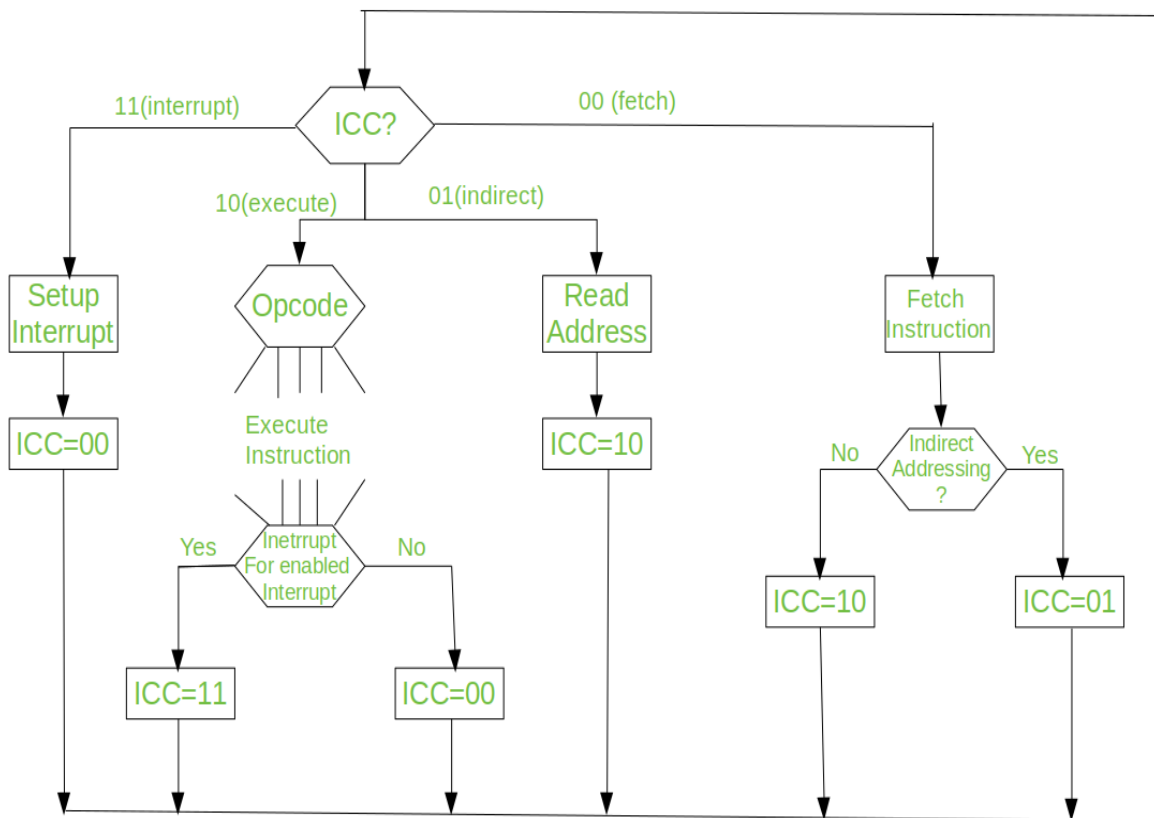 11(interrupt)
00 (fetch)
ICC?
10(execute)
01(indirect)
Setup
Interrupt
Opcode
Read
Address
Fetch
Instruction
ICC=00
Execute
Instruction
ICC=10
No
Indirect
Addressing
?
Yes
Yes
Inetrrupt
For enabled
Interrupt
No
ICC=10
ICC=01
ICC=11
ICC=00